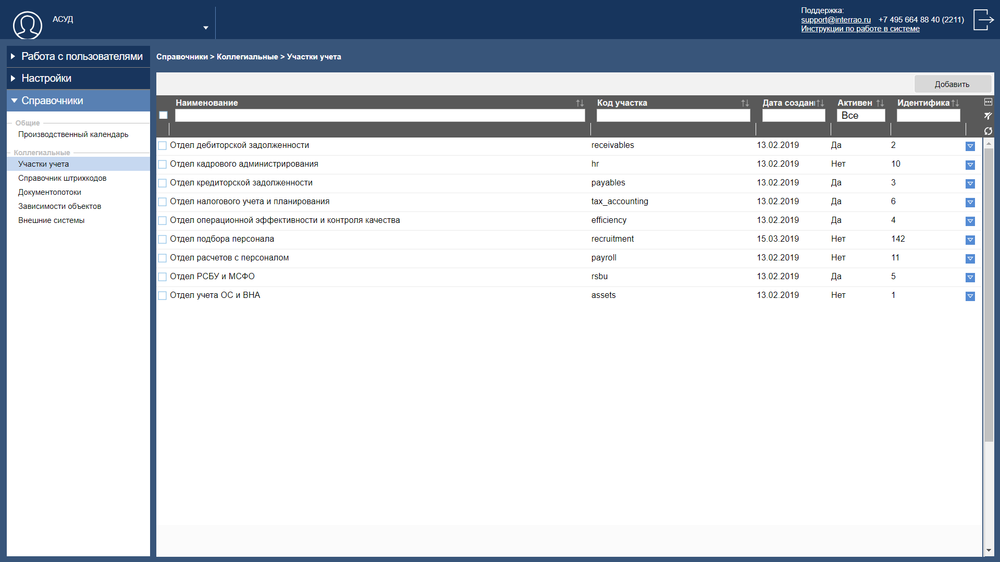 АСУД
Поддержка:
support@interrao.ru +7 495 664 88 40 (2211)
Инструкции по работе в системе
Работа с пользователями
Настройки
Справочники
Общие
Производственный календарь
Коллегиальные
Участки учета
Справочник штрихкодов
Документопотоки
Зависимости объектов
Внешние системы
Справочники > Коллегиальные > Участки учета
Добавить
Наименование Код участка Дата создан Активен Идентифика
Все
Отдел дебиторской задолженности receivables 13.02.2019 Да 2
Отдел кадрового администрирования hr 13.02.2019 Нет 10
Отдел кредиторской задолженности payables 13.02.2019 Да 3
Отдел налогового учета и планирования tax_accounting 13.02.2019 Да 6
Отдел операционной эффективности и контроля качества efficiency 13.02.2019 Да 4
Отдел подбора персонала recruitment 15.03.2019 Нет 142
Отдел расчетов с персоналом payroll 13.02.2019 Нет 11
Отдел РСБУ и МСФО rsbu 13.02.2019 Да 5
Отдел учета ОС и ВНА assets 13.02.2019 Нет 1